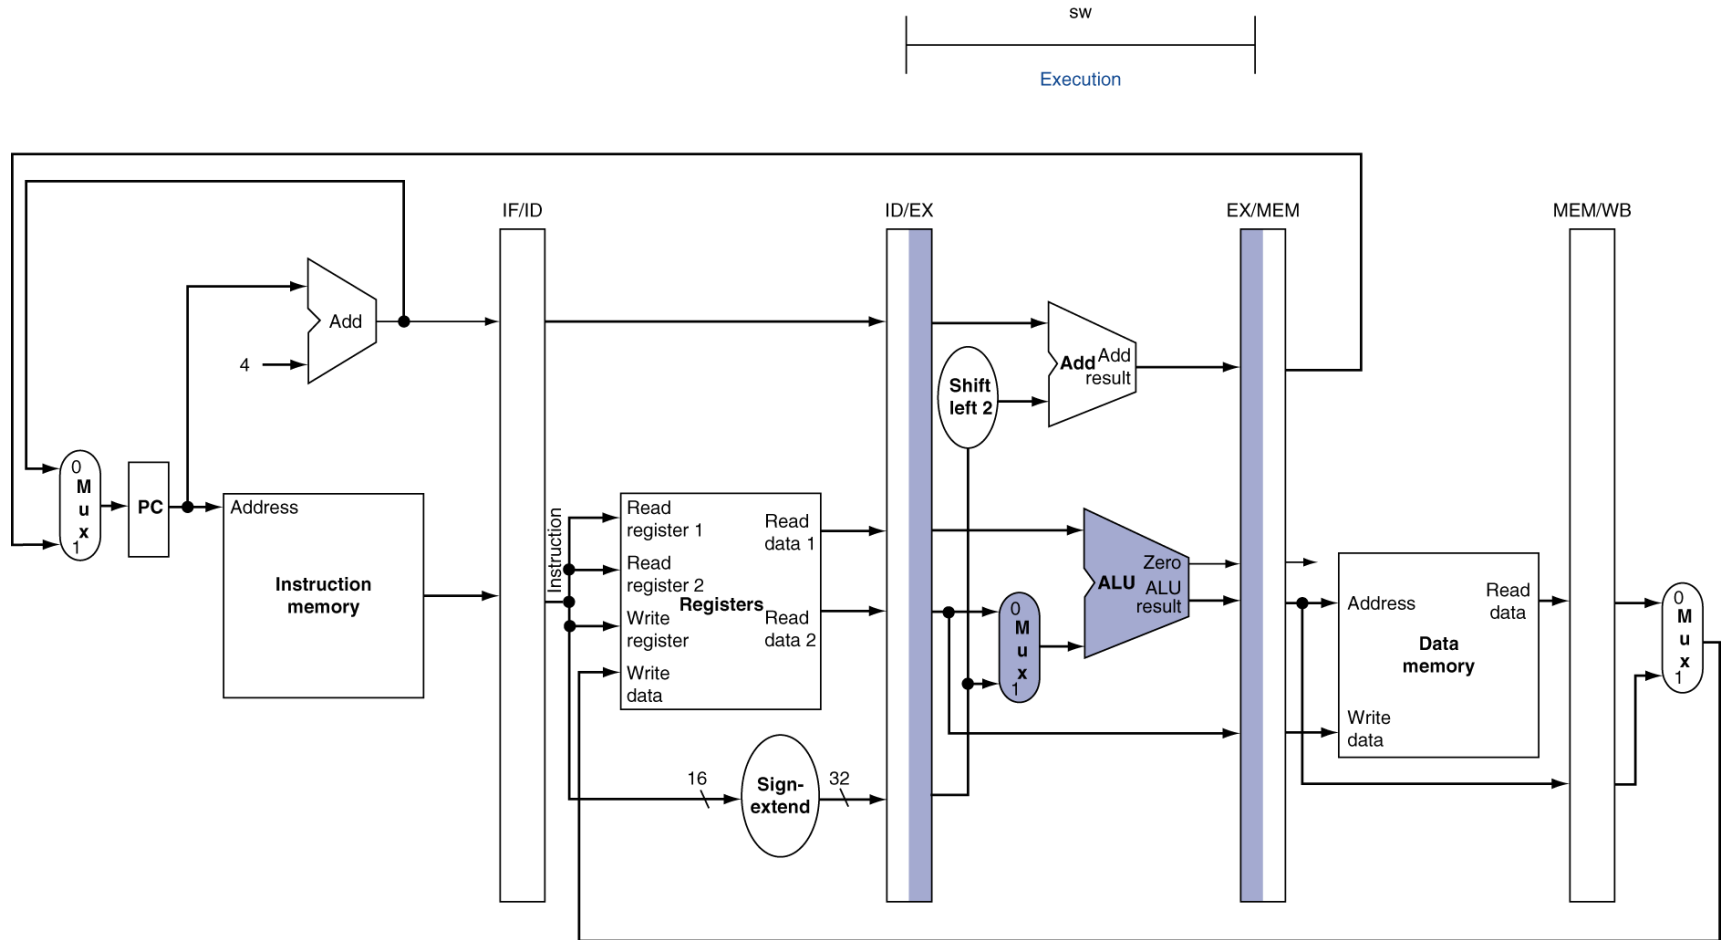 sw
Execution
IF/ID
ID/EX
EX/MEM
MEM/WB
Add
4
Add
Add
result
Shift
left 2
0
M
u
x
1
PC
Address
Instruction
memory
Instruction
Read
register 1
Read
register 2
Write
register
Write
data
Registers
Read
data 1
Read
data 2
0
M
u
x
1
Zero
ALU
ALU
result
Address
Read
data
Data
memory
Write
data
0
M
u
x
1
16
Sign-
extend
32